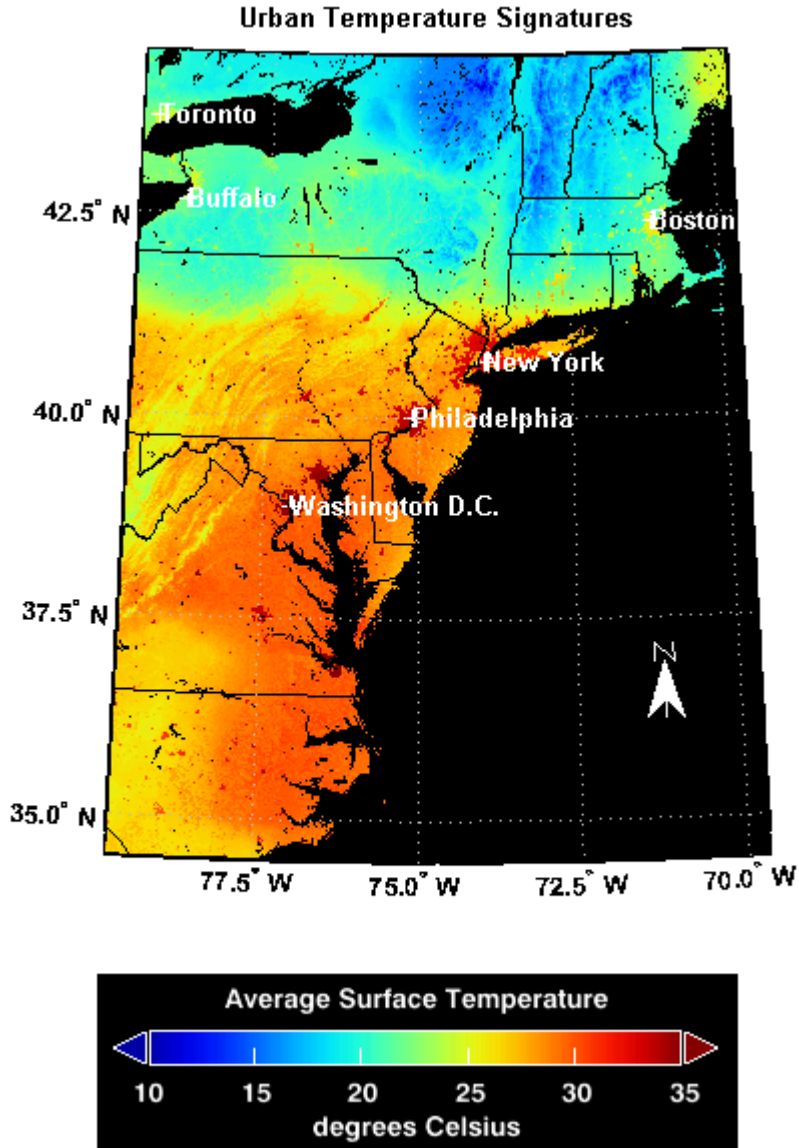 Urban Temperature Signatures
Toronto
Buffalo
42.5° N
Boston
New York
40.0° N
Philadelphia
Washington D.C.
37.5° N
N
35.0° N
77.5° W
75.0° W
72.5° W
70.0° W
Average Surface Temperature
10
15
20
25
30
35
degrees Celsius